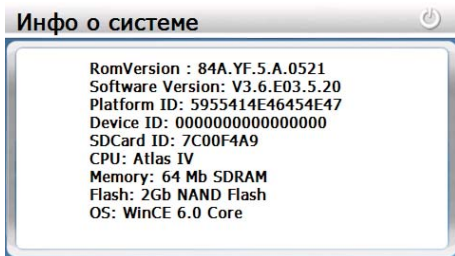 Инфо о системе
RomVersion : 84A.YF.5.A.0521
Software Version: V3.6.E03.5.20
Platform ID: 5955414E46454E47
Device ID: 0000000000000000
SDCard ID: 7C00F4A9
CPU: Atlas IV
Memory: 64 Mb SDRAM
Flash: 2Gb NAND Flash
OS: WinCE 6.0 Core